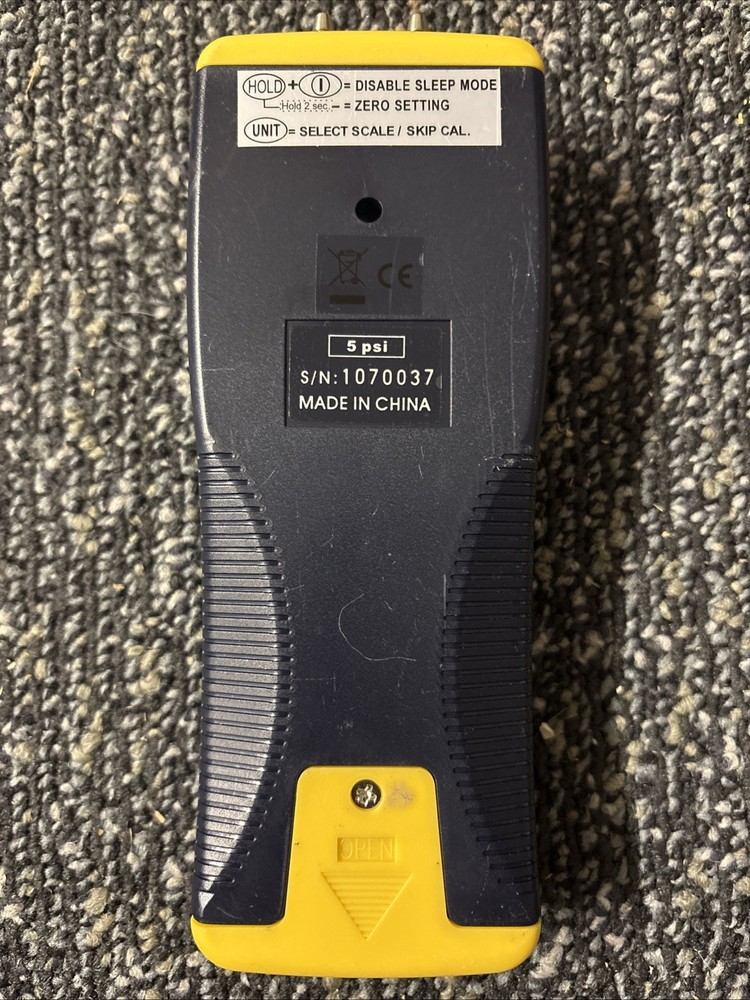 HOLD + I = DISABLE SLEEP MODE
Hold 2 sec. = ZERO SETTING
UNIT = SELECT SCALE / SKIP CAL.
CE
5 psi
S/N:1070037
MADE IN CHINA
OPEN